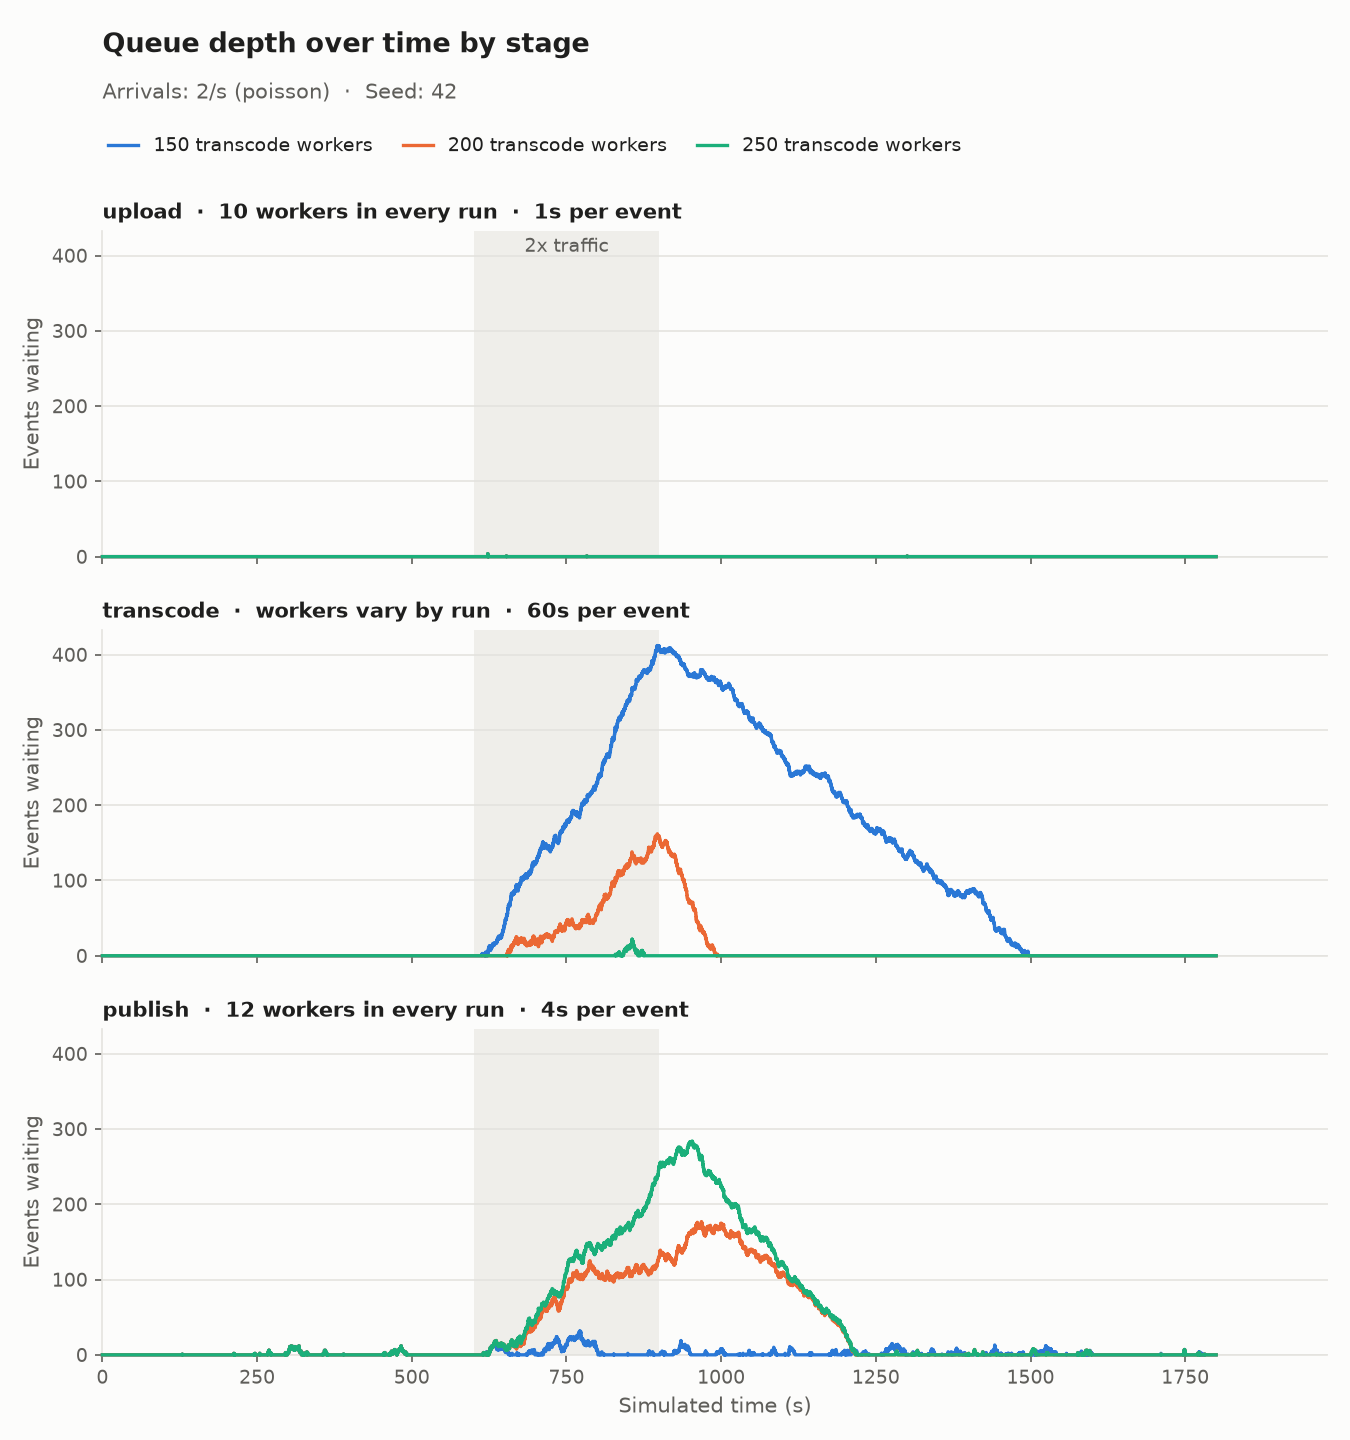 Queue depth over time by stage
Arrivals: 2/s (poisson)  ·  Seed: 42
150 transcode workers
200 transcode workers
250 transcode workers
upload  ·  10 workers in every run  ·  1s per event
2x traffic
400
300
200
100
0
Events waiting
transcode  ·  workers vary by run  ·  60s per event
400
300
200
100
0
Events waiting
publish  ·  12 workers in every run  ·  4s per event
400
300
200
100
0
Events waiting
0 250 500 750 1000 1250 1500 1750
Simulated time (s)